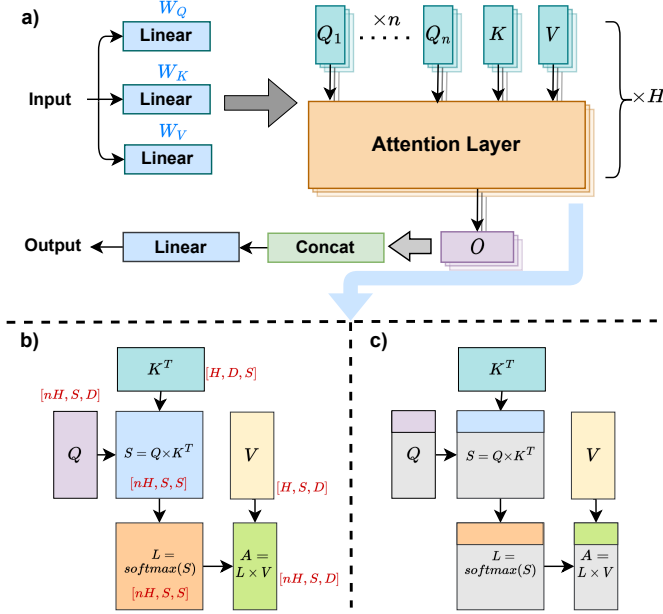 a)
W_Q
Linear
Input
W_K
Linear
W_V
Linear
Q_1
×n
Q_n
K
V
Attention Layer
×H
Output
Linear
Concat
O
b)
K^T
[H, D, S]
[nH, S, D]
Q
S = Q×K^T
[nH, S, S]
V
[H, S, D]
L =
softmax(S)
[nH, S, S]
A =
L × V
[nH, S, D]
c)
K^T
Q
S = Q×K^T
V
L =
softmax(S)
A =
L × V